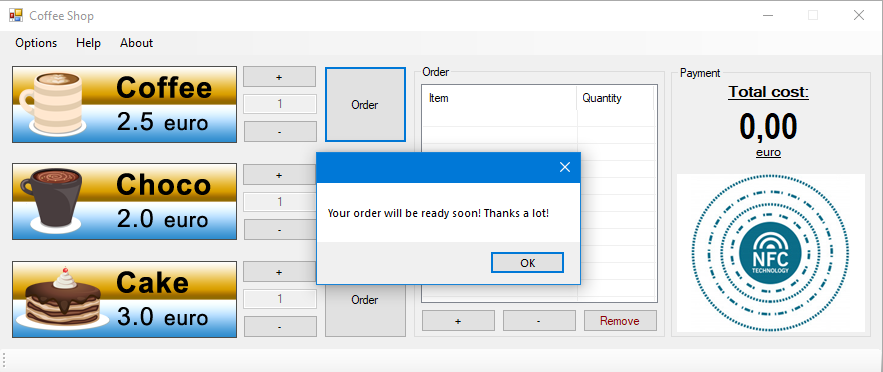 Coffee Shop
Options Help About
Coffee
2.5 euro
+
1
-
Order
Choco
2.0 euro
+
1
-
Cake
3.0 euro
+
1
-
Order
Order
Item Quantity
+ - Remove
Your order will be ready soon! Thanks a lot!
OK
Payment
Total cost:
0,00
euro
NFC
TECHNOLOGY